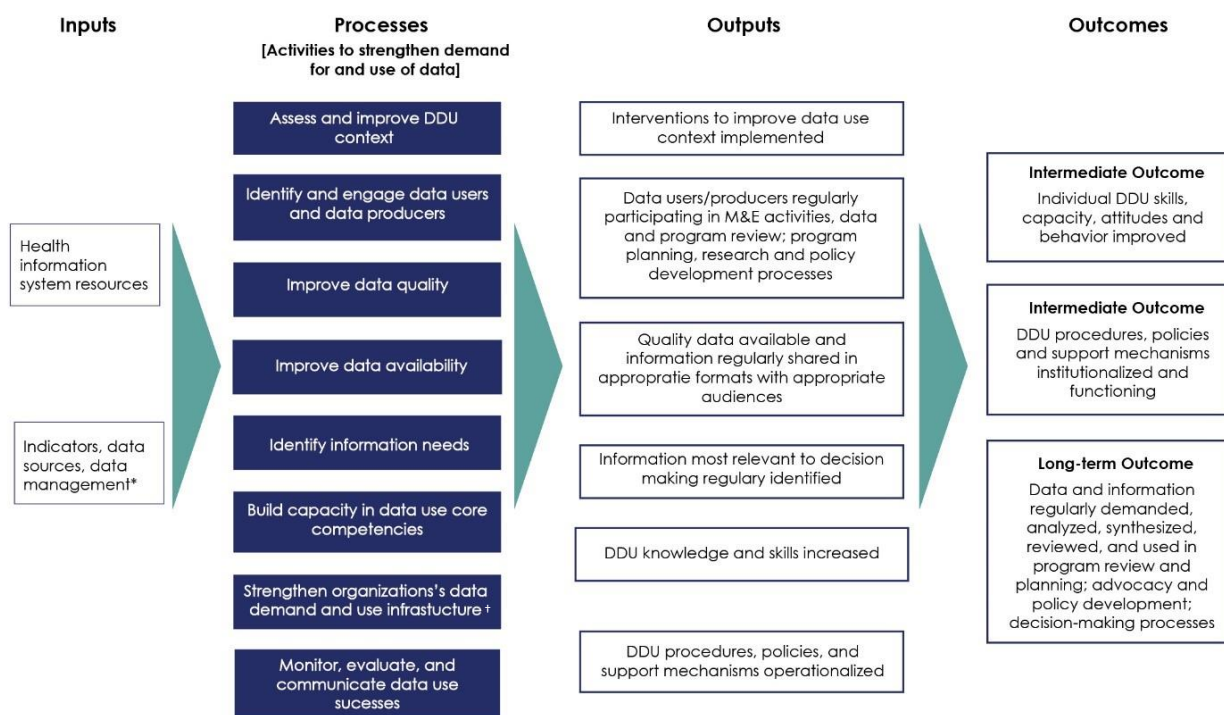 Inputs
Processes
[Activities to strengthen demand
for and use of data]
Outputs
Outcomes
Health
information
system resources
Indicators, data
sources, data
management*
Assess and improve DDU
context
Identify and engage data users
and data producers
Improve data quality
Improve data availability
Identify information needs
Build capacity in data use core
competencies
Strengthen organizations's data
demand and use infrastucture †
Monitor, evaluate, and
communicate data use
sucesses
Interventions to improve data use
context implemented
Data users/producers regularly
participating in M&E activities, data
and program review; program
planning, research and policy
development processes
Quality data available and
information regularly shared in
appropratie formats with appropriate
audiences
Information most relevant to decision
making regulary identified
DDU knowledge and skills increased
DDU procedures, policies, and
support mechanisms operationalized
Intermediate Outcome
Individual DDU skills,
capacity, attitudes and
behavior improved
Intermediate Outcome
DDU procedures, policies
and support mechanisms
institutionalized and
functioning
Long-term Outcome
Data and information
regularly demanded,
analyzed, synthesized,
reviewed, and used in
program review and
planning; advocacy and
policy development;
decision-making processes